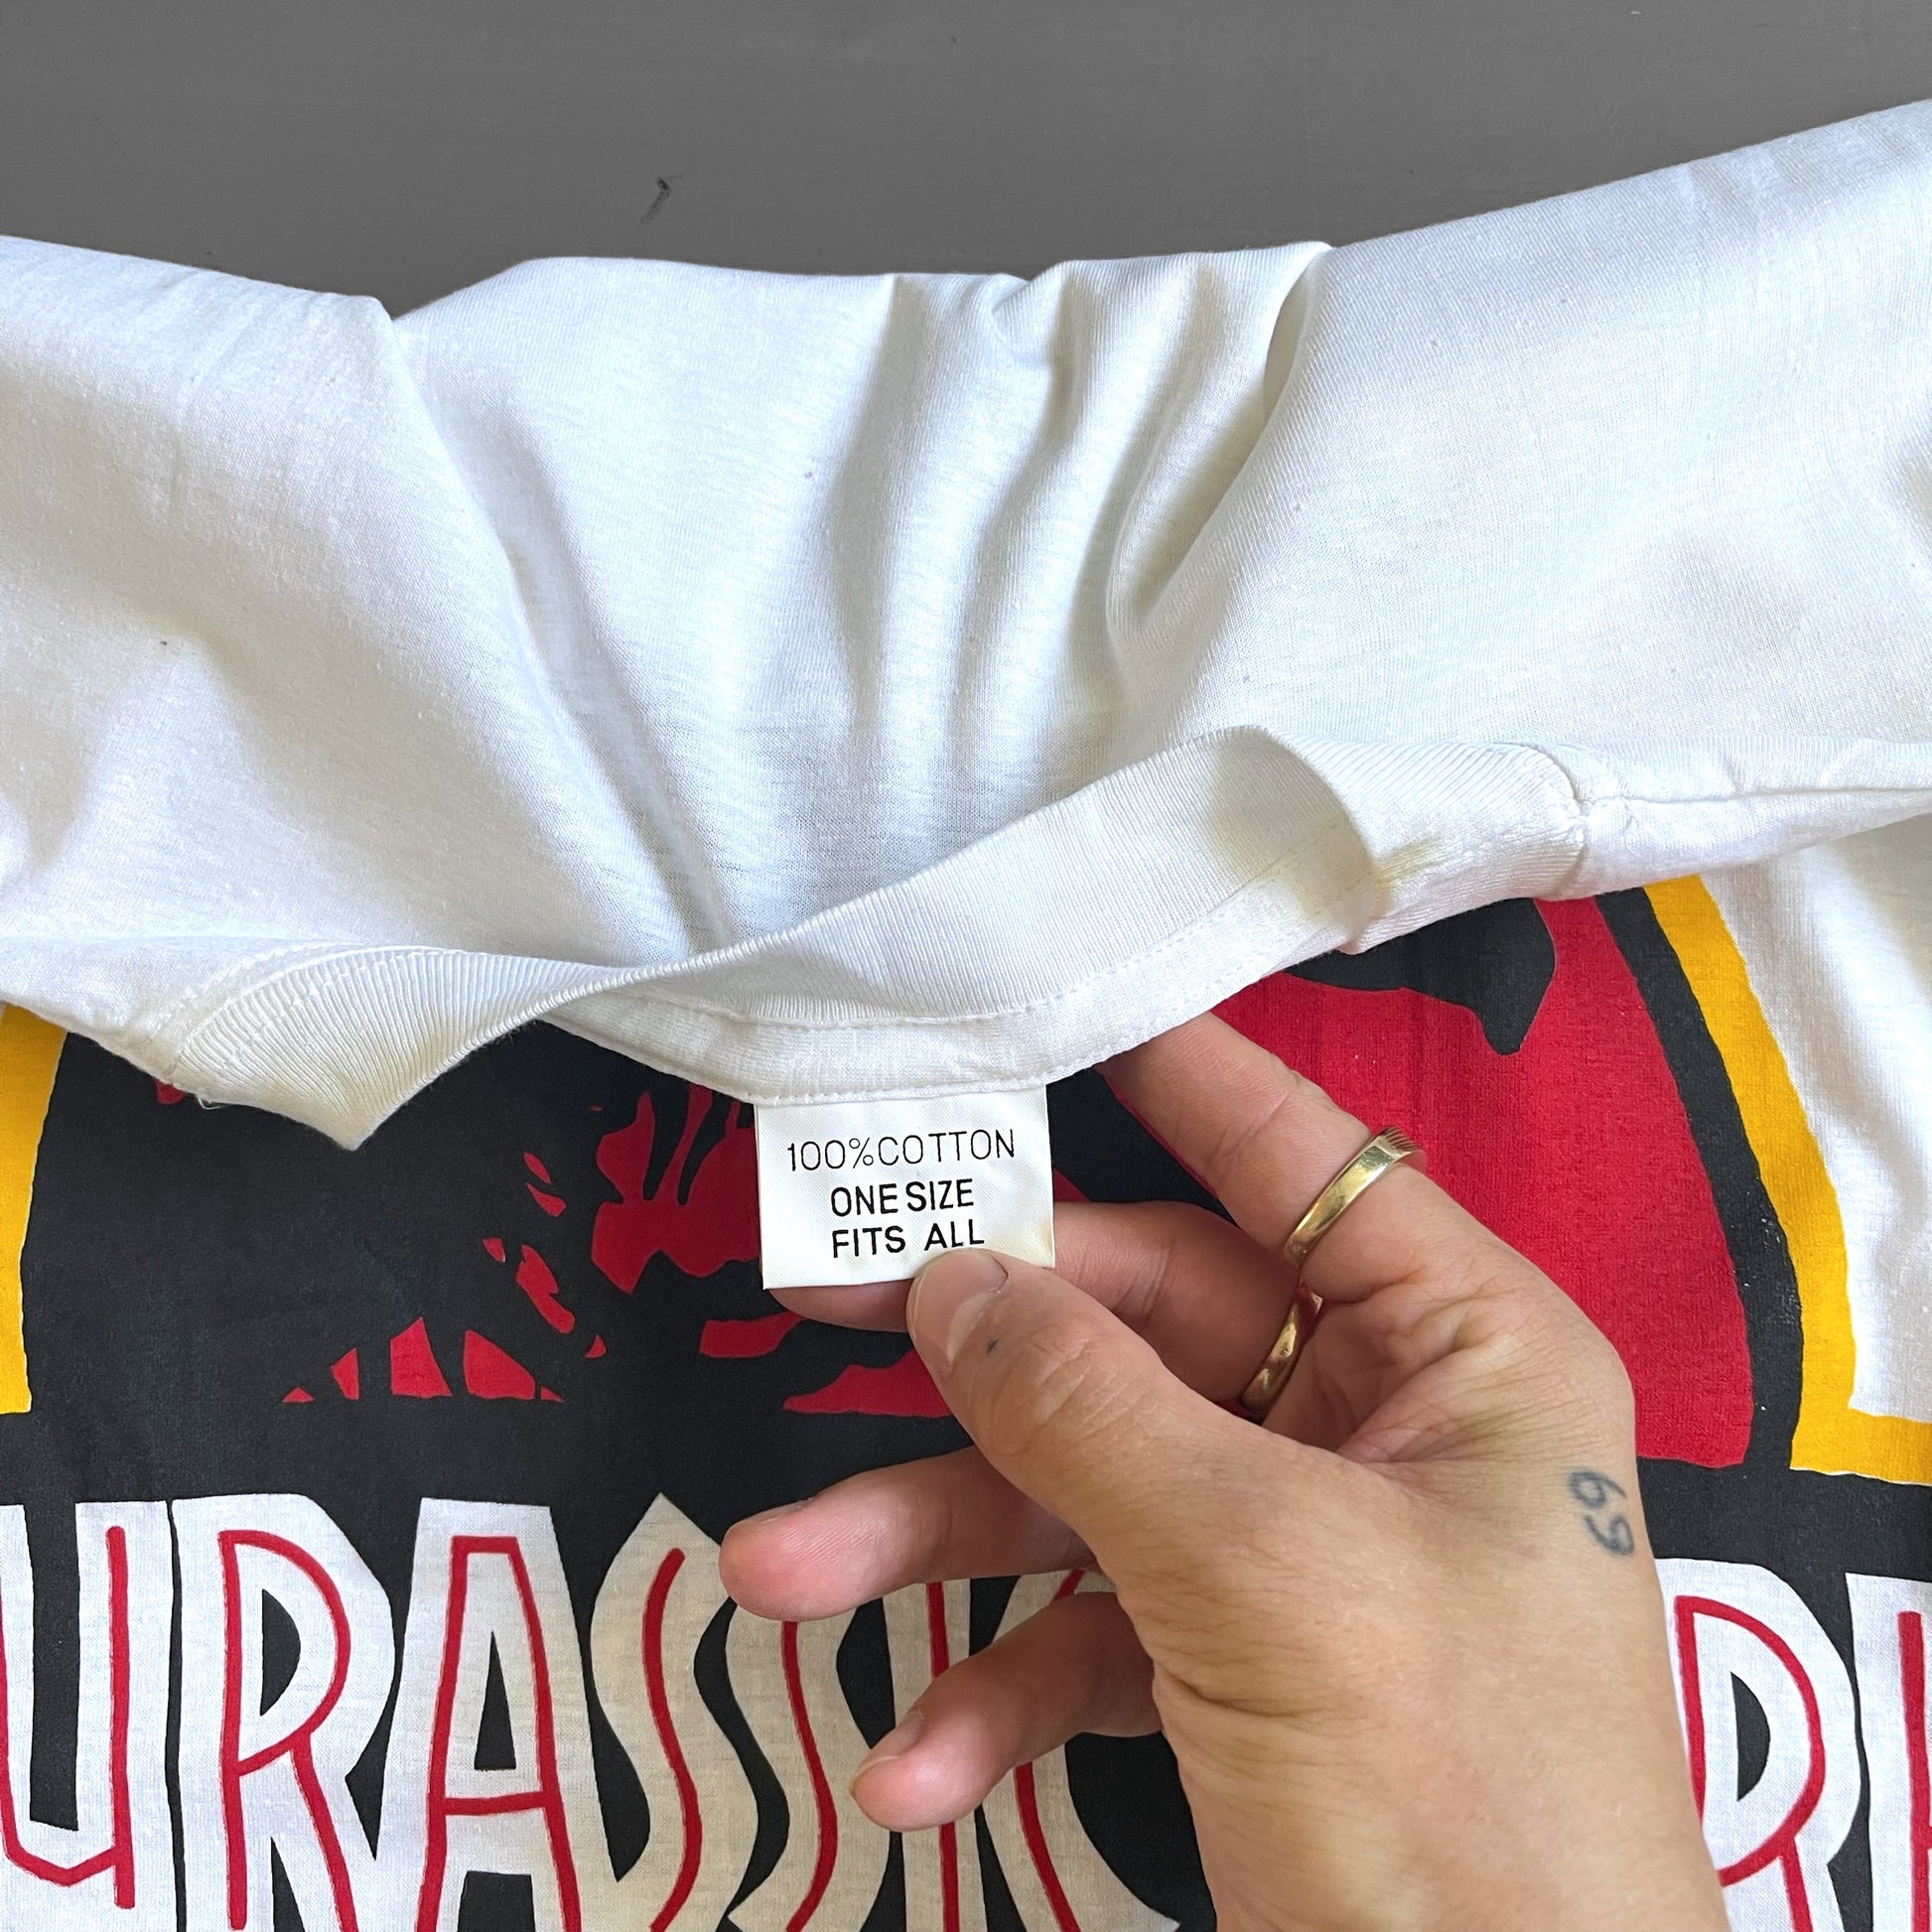 100% COTTON
ONE SIZE
FITS ALL
69
URASSIC